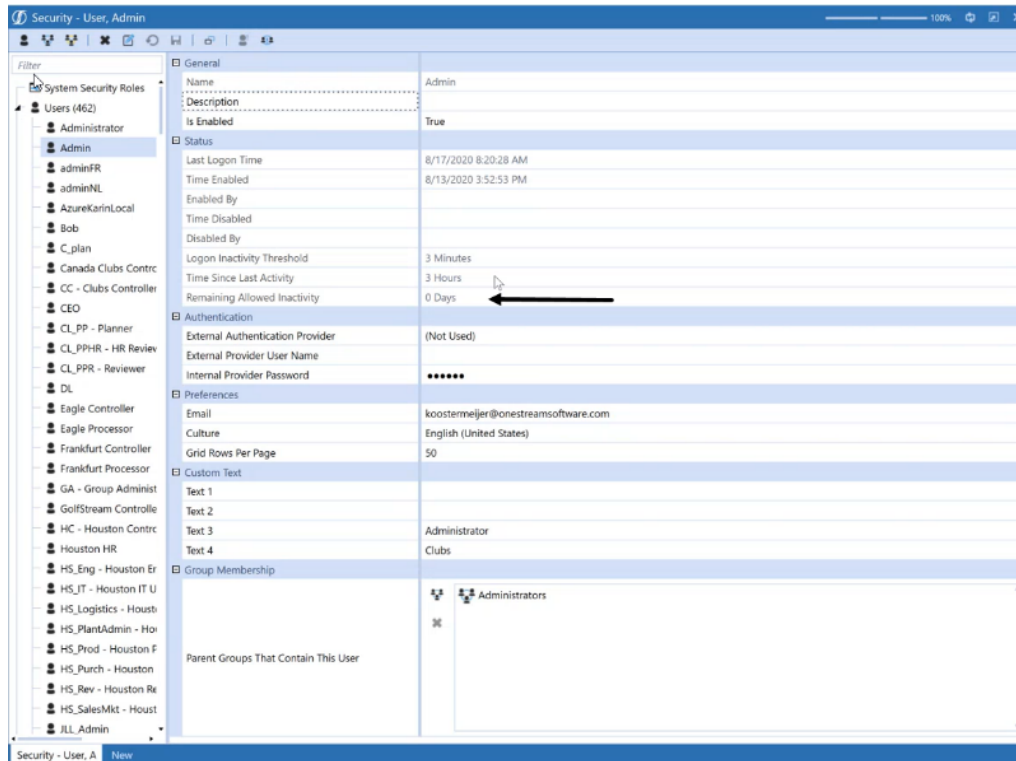 Security - User, Admin
100%
Filter
System Security Roles
Users (462)
Administrator
Admin
adminFR
adminNL
AzureKarinLocal
Bob
C_plan
Canada Clubs Contrc
CC - Clubs Controller
CEO
CL_PP - Planner
CL_PPHR - HR Review
CL_PPR - Reviewer
DL
Eagle Controller
Eagle Processor
Frankfurt Controller
Frankfurt Processor
GA - Group Administ
GolfStream Controlle
HC - Houston Contrc
Houston HR
HS_Eng - Houston Er
HS_IT - Houston IT U
HS_Logistics - Houst
HS_PlantAdmin - Ho
HS_Prod - Houston P
HS_Purch - Houston
HS_Rev - Houston Re
HS_SalesMkt - Houst
JLL_Admin
General
Name Admin
Description
Is Enabled True
Status
Last Logon Time 8/17/2020 8:20:28 AM
Time Enabled 8/13/2020 3:52:53 PM
Enabled By
Time Disabled
Disabled By
Logon Inactivity Threshold 3 Minutes
Time Since Last Activity 3 Hours
Remaining Allowed Inactivity 0 Days
Authentication
External Authentication Provider (Not Used)
External Provider User Name
Internal Provider Password ●●●●●●
Preferences
Email koostermeijer@onestreamsoftware.com
Culture English (United States)
Grid Rows Per Page 50
Custom Text
Text 1
Text 2
Text 3 Administrator
Text 4 Clubs
Group Membership
Administrators
Parent Groups That Contain This User
Security - User, A New